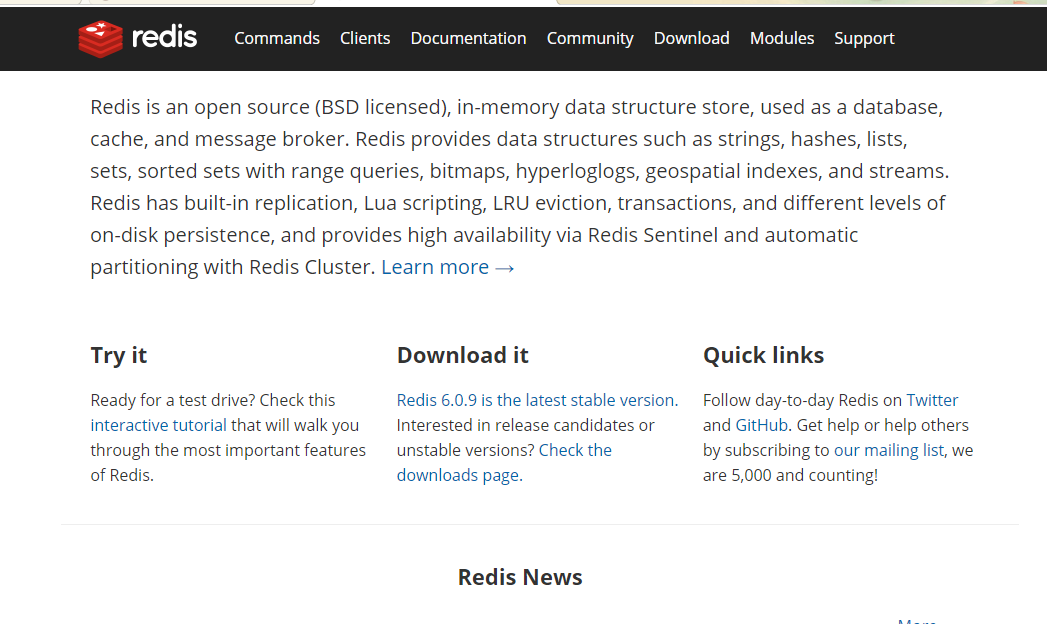 redis
Commands Clients Documentation Community Download Modules Support
Redis is an open source (BSD licensed), in-memory data structure store, used as a database,
cache, and message broker. Redis provides data structures such as strings, hashes, lists,
sets, sorted sets with range queries, bitmaps, hyperloglogs, geospatial indexes, and streams.
Redis has built-in replication, Lua scripting, LRU eviction, transactions, and different levels of
on-disk persistence, and provides high availability via Redis Sentinel and automatic
partitioning with Redis Cluster. Learn more →
Try it
Ready for a test drive? Check this
interactive tutorial that will walk you
through the most important features
of Redis.
Download it
Redis 6.0.9 is the latest stable version.
Interested in release candidates or
unstable versions? Check the
downloads page.
Quick links
Follow day-to-day Redis on Twitter
and GitHub. Get help or help others
by subscribing to our mailing list, we
are 5,000 and counting!
Redis News
More